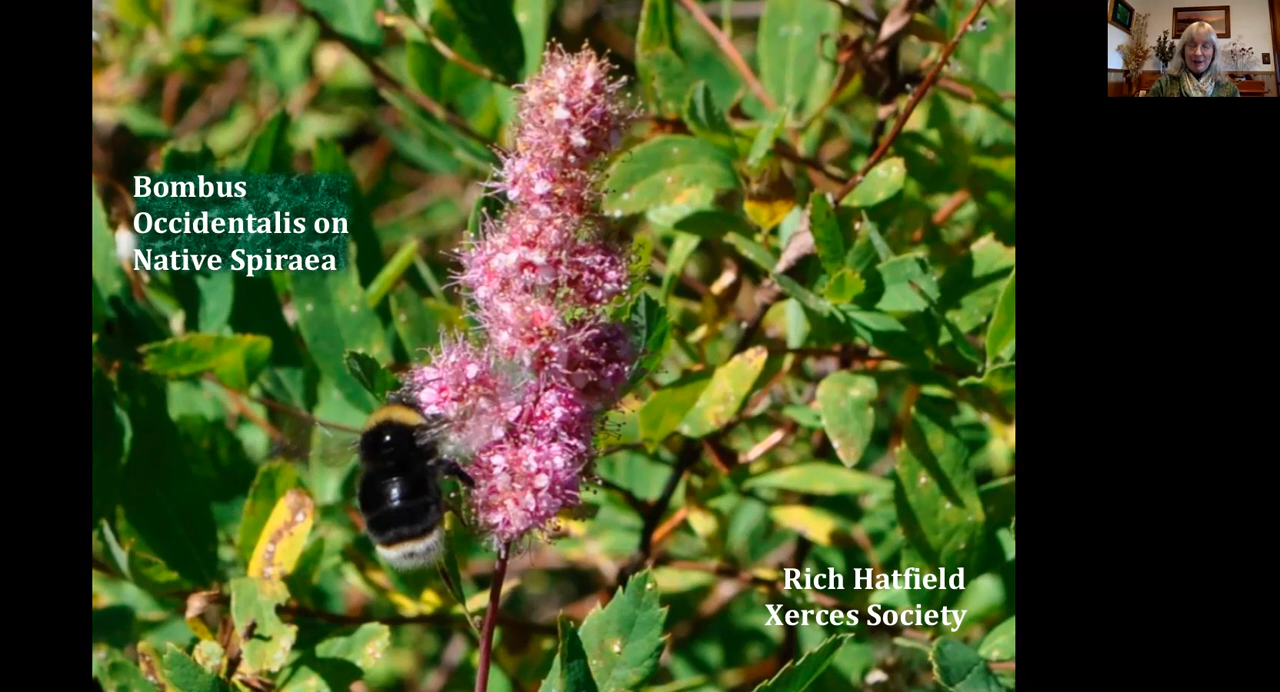 Bombus
Occidentalis on
Native Spiraea
Rich Hatfield
Xerces Society